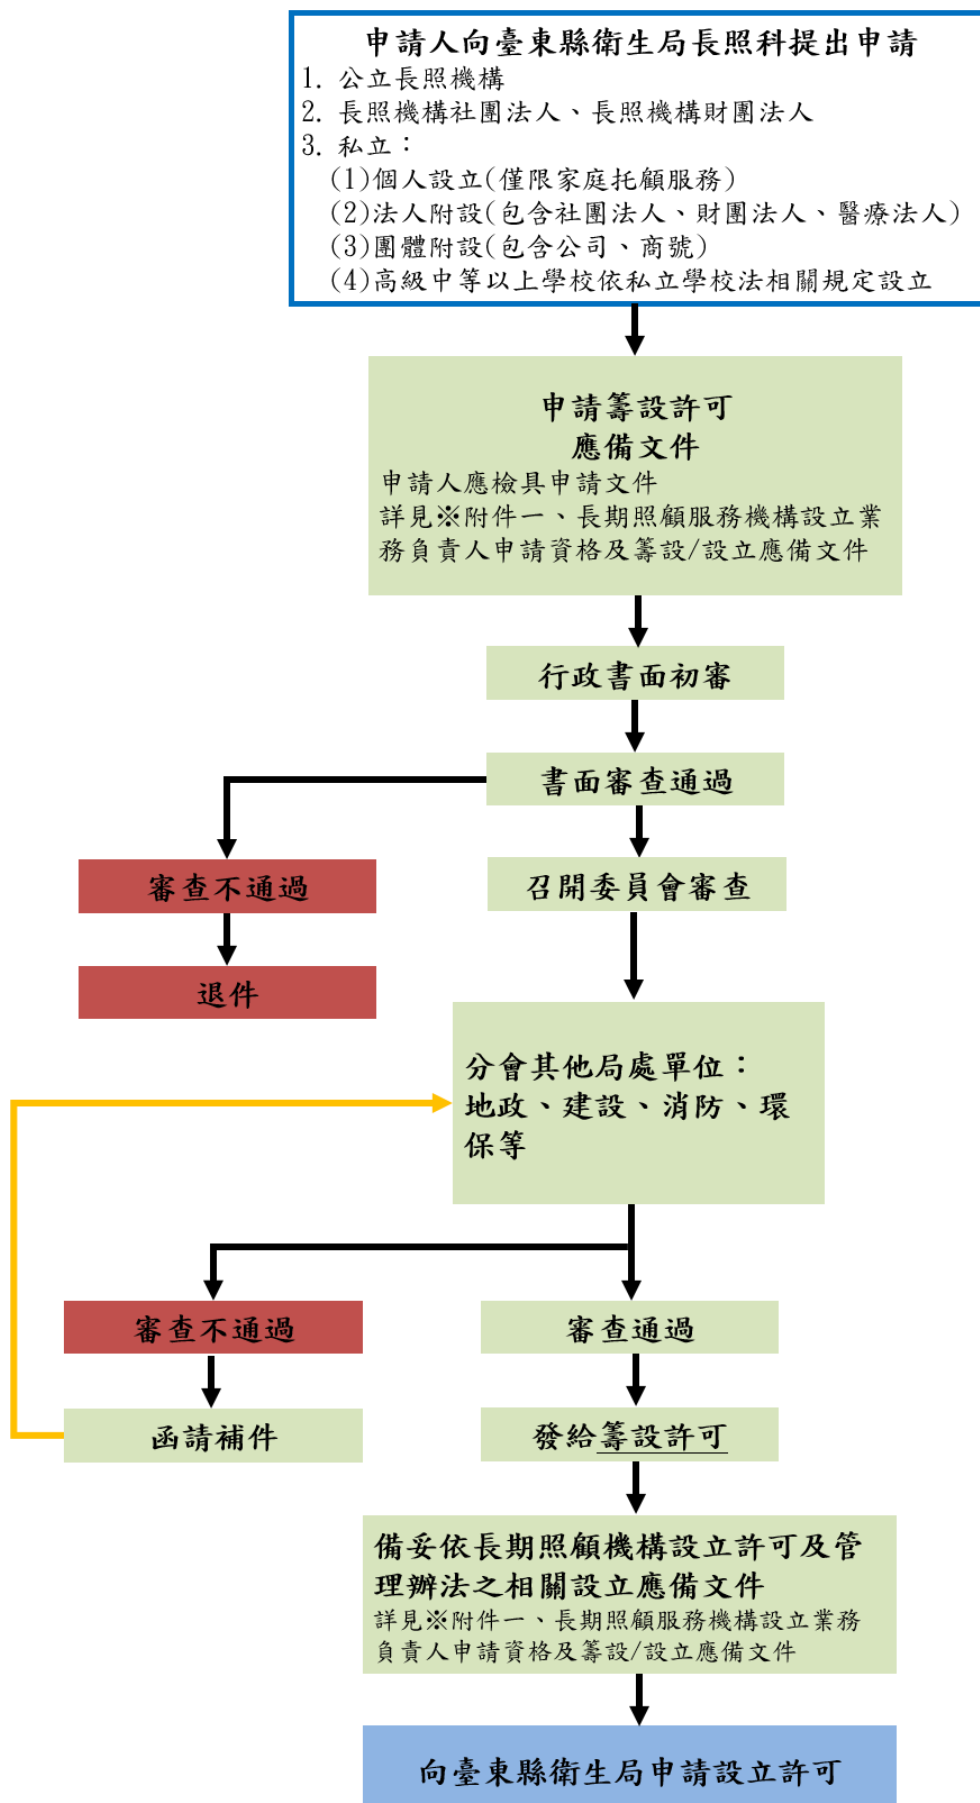 申請人向臺東縣衛生局長照科提出申請
1. 公立長照機構
2. 長照機構社團法人、長照機構財團法人
3. 私立：
(1)個人設立(僅限家庭托顧服務)
(2)法人附設(包含社團法人、財團法人、醫療法人)
(3)團體附設(包含公司、商號)
(4)高級中等以上學校依私立學校法相關規定設立
申請籌設許可
應備文件
申請人應檢具申請文件
詳見※附件一、長期照顧服務機構設立業
務負責人申請資格及籌設/設立應備文件
行政書面初審
書面審查通過
審查不通過
召開委員會審查
退件
分會其他局處單位：
地政、建設、消防、環
保等
審查不通過
審查通過
函請補件
發給籌設許可
備妥依長期照顧機構設立許可及管
理辦法之相關設立應備文件
詳見※附件一、長期照顧服務機構設立業務
負責人申請資格及籌設/設立應備文件
向臺東縣衛生局申請設立許可